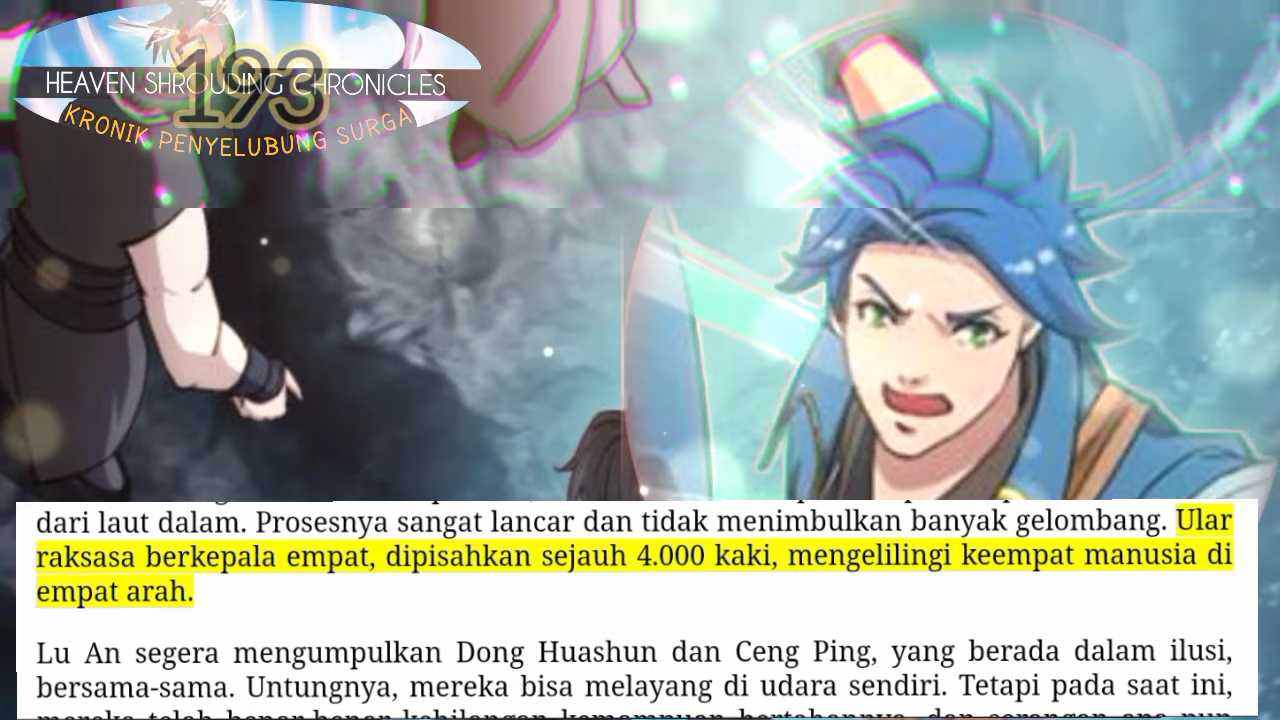 193
HEAVEN SHROUDING CHRONICLES
KRONIK PENYELUBUNG SURGA
dari laut dalam. Prosesnya sangat lancar dan tidak menimbulkan banyak gelombang. Ular
raksasa berkepala empat, dipisahkan sejauh 4.000 kaki, mengelilingi keempat manusia di
empat arah.
Lu An segera mengumpulkan Dong Huashun dan Ceng Ping, yang berada dalam ilusi,
bersama-sama. Untungnya, mereka bisa melayang di udara sendiri. Tetapi pada saat ini,